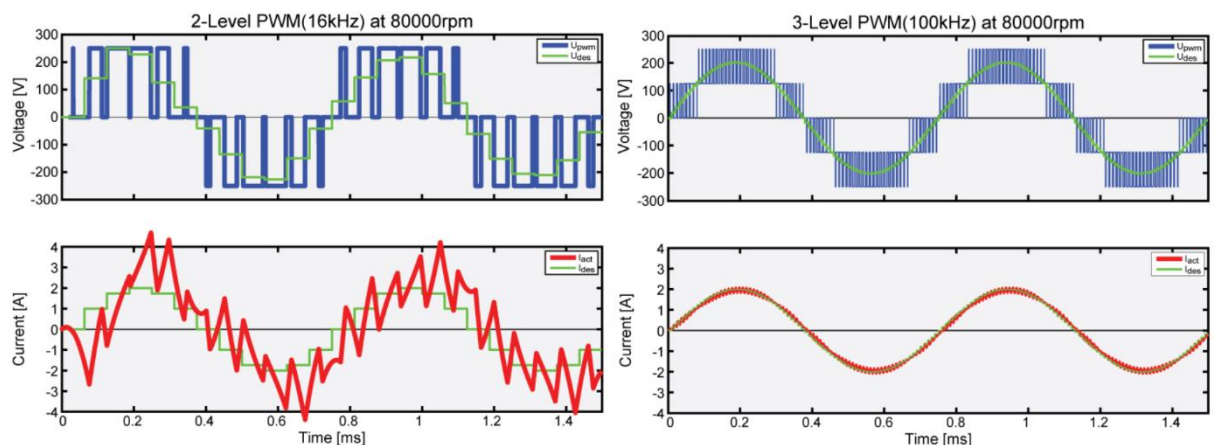 2-Level PWM(16kHz) at 80000rpm
300
200
100
0
-100
-200
-300
Voltage [V]
Upwm
Udes
4
3
2
1
0
-1
-2
-3
-4
Current [A]
Iact
Ides
0 0.2 0.4 0.6 0.8 1 1.2 1.4
Time [ms]
3-Level PWM(100kHz) at 80000rpm
300
200
100
0
-100
-200
-300
Voltage [V]
Upwm
Udes
4
3
2
1
0
-1
-2
-3
-4
Current [A]
Iact
Ides
0 0.2 0.4 0.6 0.8 1 1.2 1.4
Time [ms]